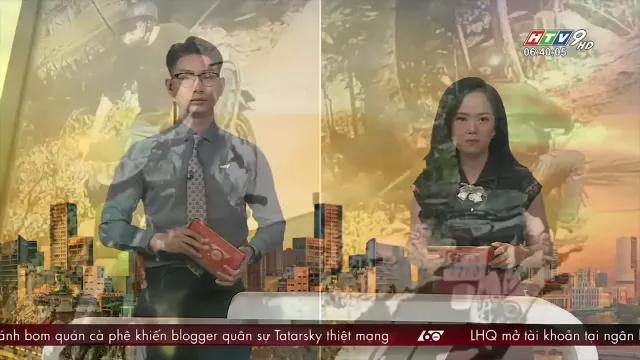 HTV9 HD
06:40:05
ánh bom quán cà phê khiến blogger quân sự Tatarsky thiệt mạng 60 LHQ mở tài khoản tại ngân